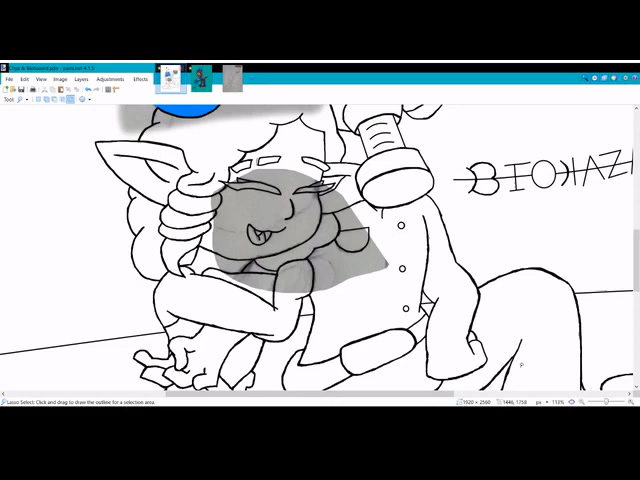 File Edit View Image Layers Adjustments Effects
Tool:
BIOHAZ
Lasso Select: Click and drag to draw the outline for a selection area.
1920 × 2560
1446, 1758
px
113%